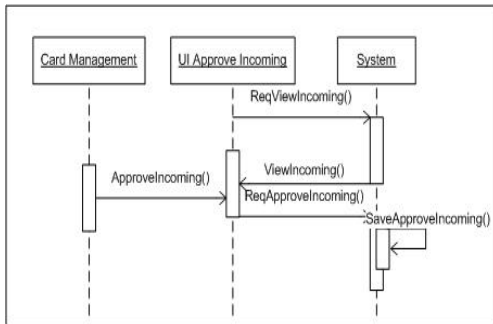 Card Management
UI Approve Incoming
System
ReqViewIncoming()
ViewIncoming()
ApproveIncoming()
ReqApproveIncoming()
SaveApproveIncoming()